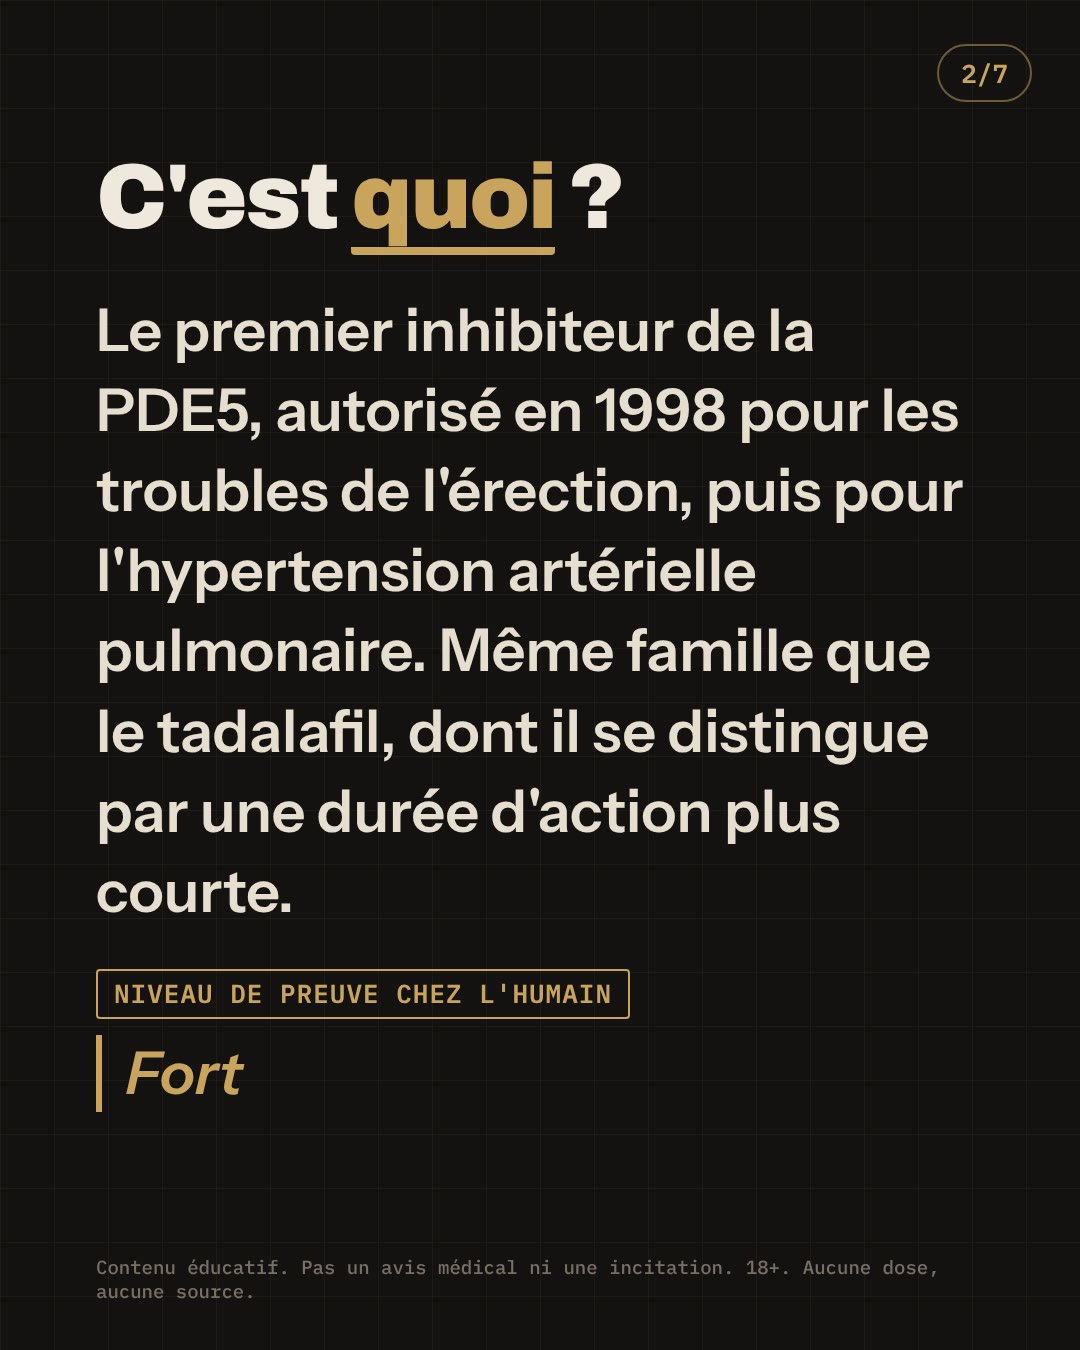 2/7
C'est quoi ?
Le premier inhibiteur de la
PDE5, autorisé en 1998 pour les
troubles de l'érection, puis pour
l'hypertension artérielle
pulmonaire. Même famille que
le tadalafil, dont il se distingue
par une durée d'action plus
courte.
NIVEAU DE PREUVE CHEZ L'HUMAIN
Fort
Contenu éducatif. Pas un avis médical ni une incitation. 18+. Aucune dose,
aucune source.